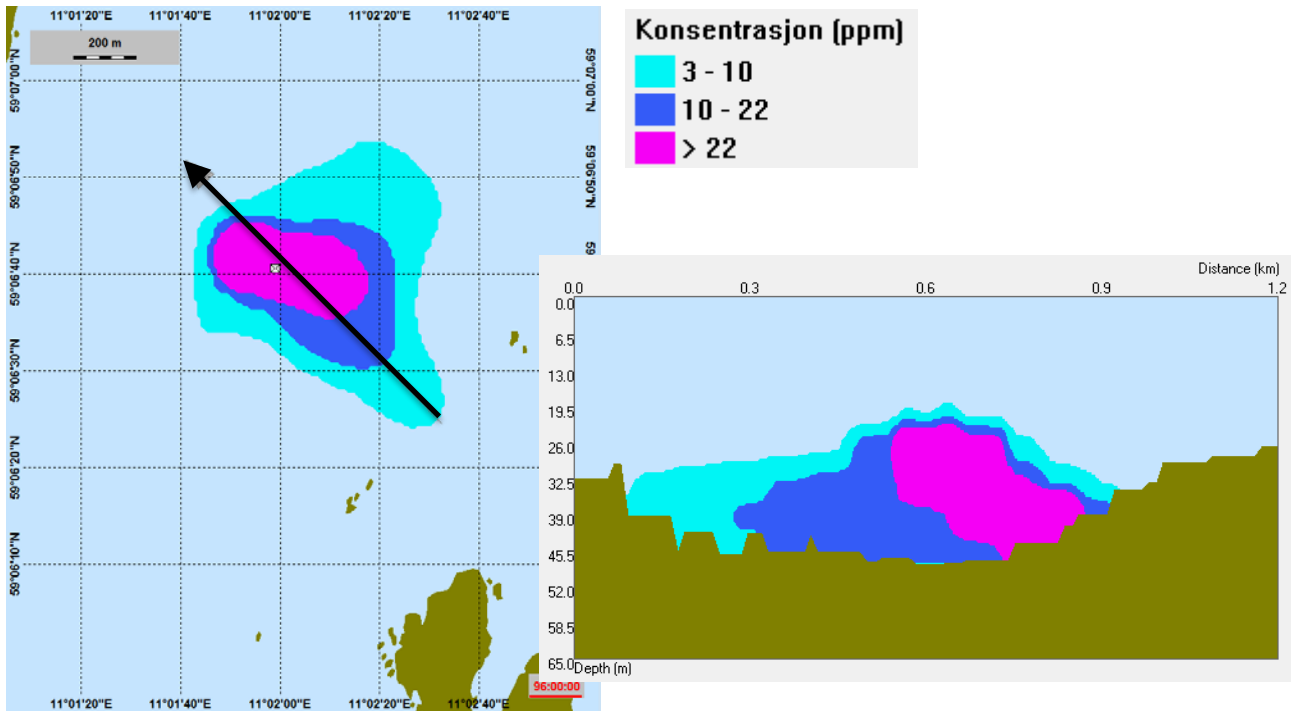 11°01'20"E 11°01'40"E 11°02'00"E 11°02'20"E 11°02'40"E
200 m
59°07'00"N
59°07'00"N
59°06'50"N
59°06'50"N
59°06'40"N
59
59°06'30"N
59°06'20"N
59°06'10"N
96:00:00
11°01'20"E 11°01'40"E 11°02'00"E 11°02'20"E 11°02'40"E
Konsentrasjon (ppm)
3 - 10
10 - 22
> 22
Distance (km)
0.0 0.3 0.6 0.9 1.2
0.0
6.5
13.0
19.5
26.0
32.5
39.0
45.5
52.0
58.5
65.0
Depth (m)